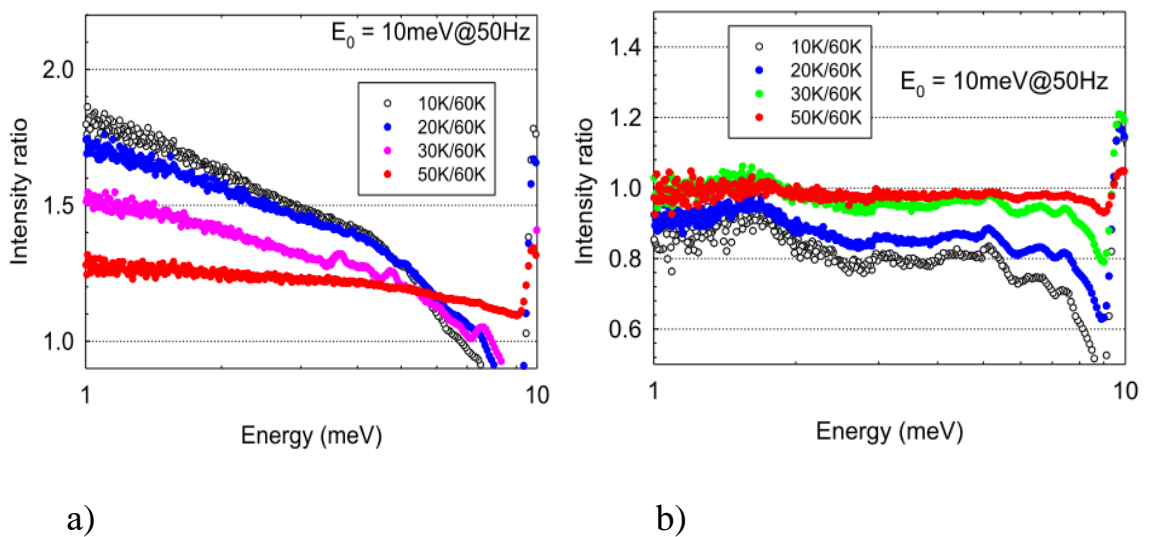 E₀ = 10meV@50Hz
2.0
1.5
1.0
Intensity ratio
10K/60K
20K/60K
30K/60K
50K/60K
1
10
Energy (meV)
a)
1.4
1.2
1.0
0.8
0.6
Intensity ratio
10K/60K
20K/60K
30K/60K
50K/60K
E₀ = 10meV@50Hz
1
10
Energy (meV)
b)